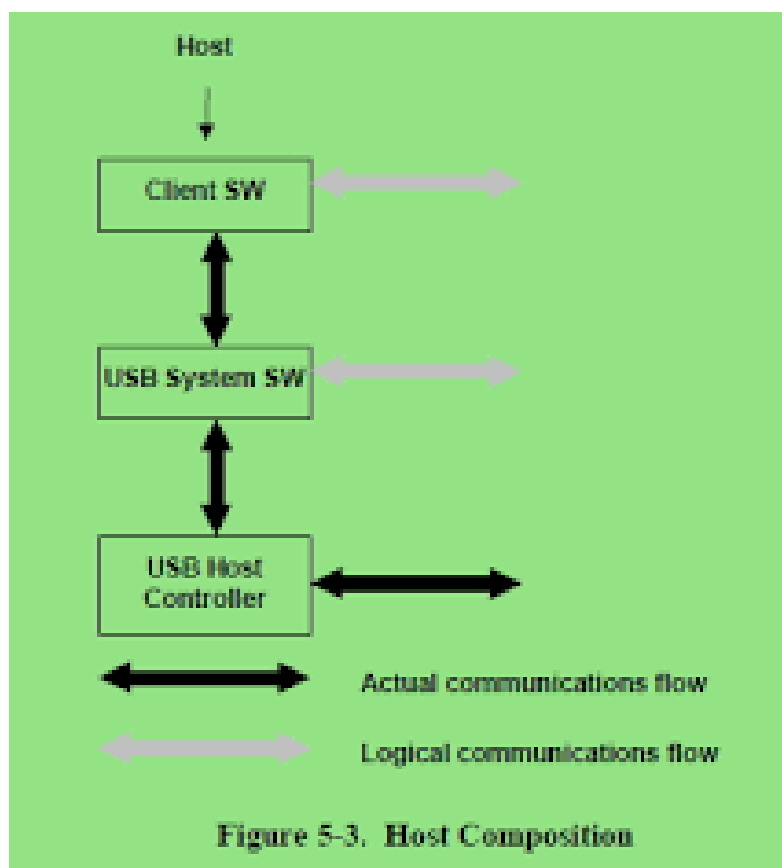 Host
Client SW
USB System SW
USB Host
Controller
Actual communications flow
Logical communications flow
Figure 5-3. Host Composition